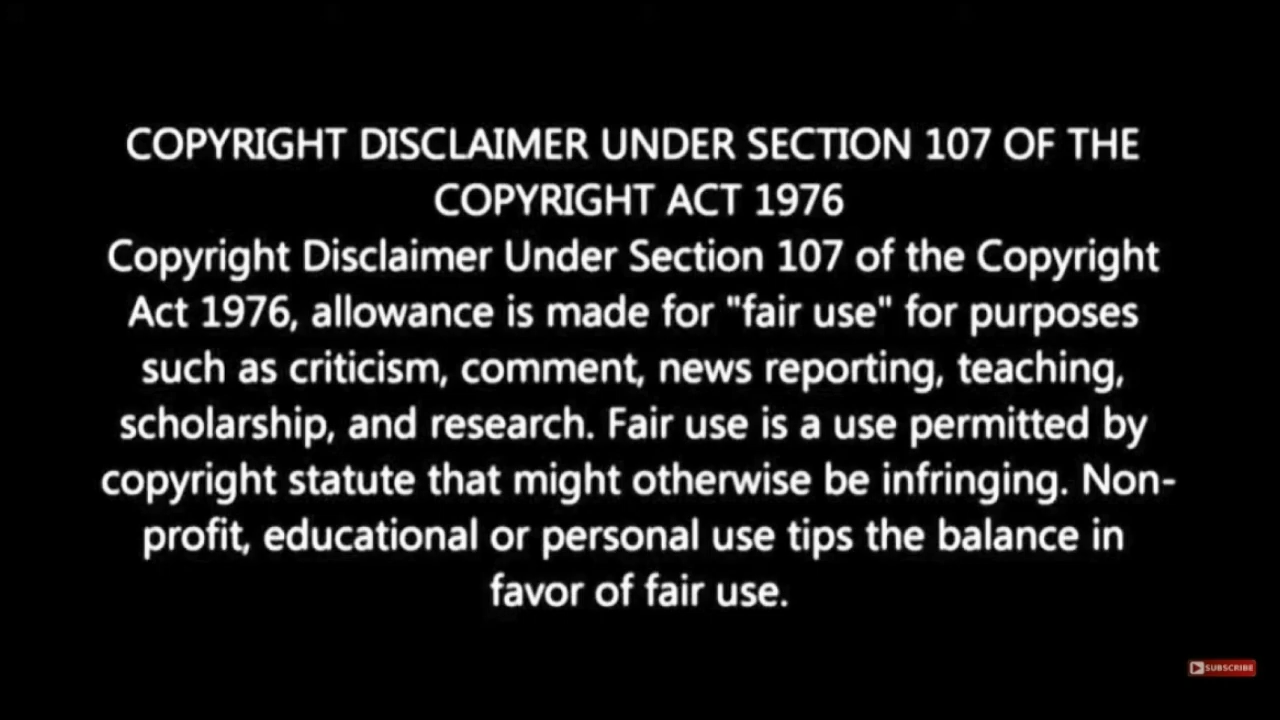 COPYRIGHT DISCLAIMER UNDER SECTION 107 OF THE
COPYRIGHT ACT 1976
Copyright Disclaimer Under Section 107 of the Copyright
Act 1976, allowance is made for "fair use" for purposes
such as criticism, comment, news reporting, teaching,
scholarship, and research. Fair use is a use permitted by
copyright statute that might otherwise be infringing. Non-
profit, educational or personal use tips the balance in
favor of fair use.
SUBSCRIBE